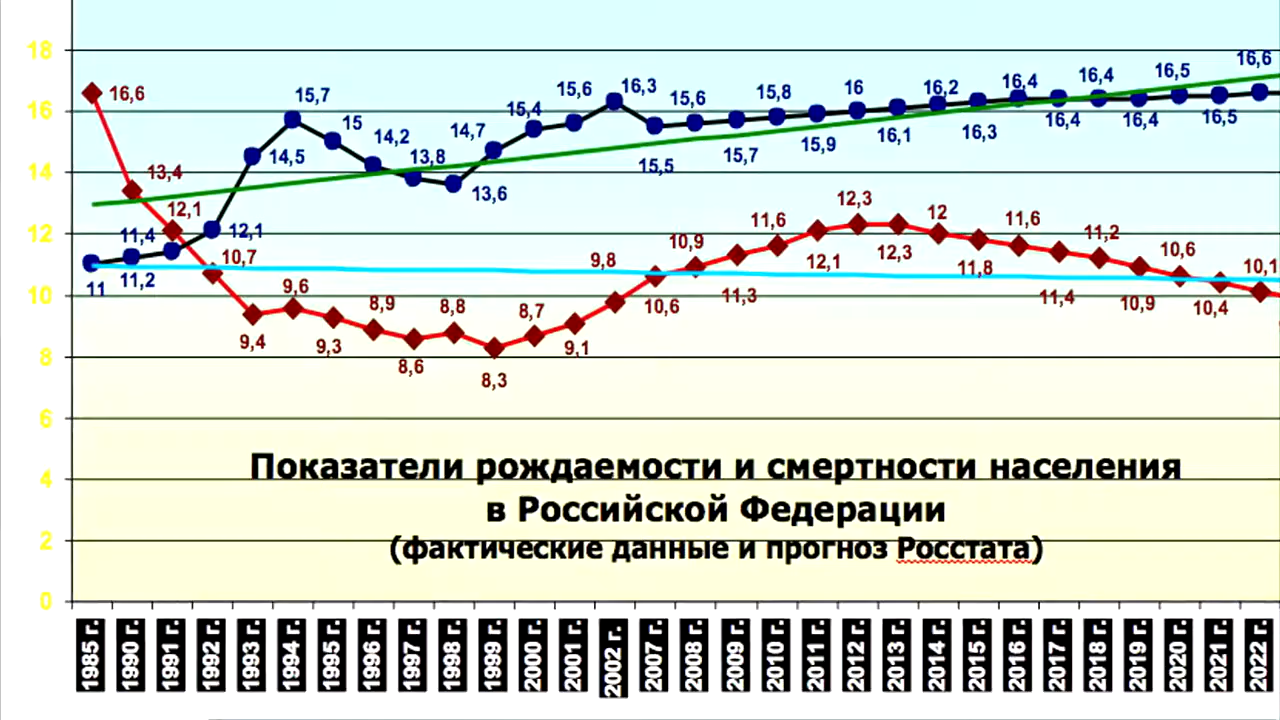 18
16
14
12
10
8
6
4
2
0
16,6
13,4
12,1
10,7
9,4
9,6
9,3
8,9
8,6
8,8
8,3
8,7
9,1
9,8
10,6
10,9
11,3
11,6
12,1
12,3
12,3
12
11,8
11,6
11,4
11,2
10,9
10,6
10,4
10,1
11
11,2
11,4
12,1
14,5
15,7
15
14,2
13,8
13,6
14,7
15,4
15,6
16,3
15,5
15,6
15,7
15,8
15,9
16
16,1
16,2
16,3
16,4
16,4
16,4
16,4
16,5
16,5
16,6
Показатели рождаемости и смертности населения
в Российской Федерации
(фактические данные и прогноз Росстата)
1985 г.
1990 г.
1991 г.
1992 г.
1993 г.
1994 г.
1995 г.
1996 г.
1997 г.
1998 г.
1999 г.
2000 г.
2001 г.
2002 г.
2007 г.
2008 г.
2009 г.
2010 г.
2011 г.
2012 г.
2013 г.
2014 г.
2015 г.
2016 г.
2017 г.
2018 г.
2019 г.
2020 г.
2021 г.
2022 г.